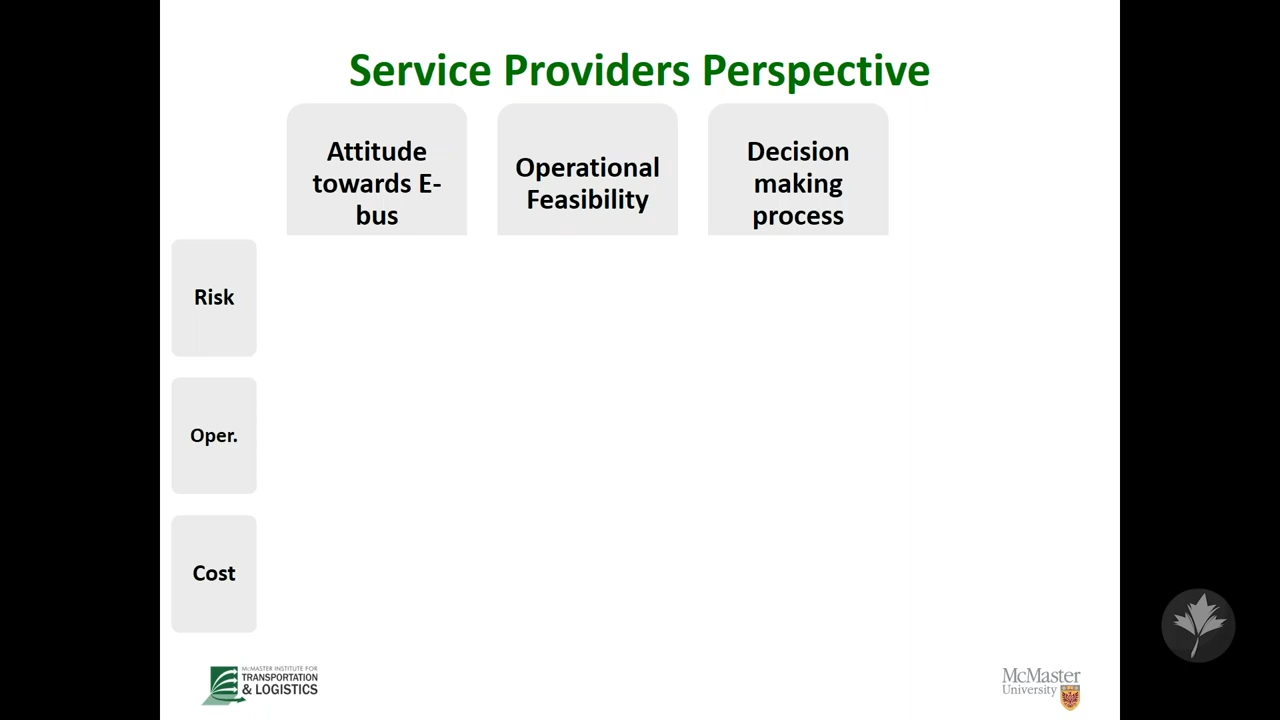 Service Providers Perspective
Attitude
towards E-
bus
Operational
Feasibility
Decision
making
process
Risk
Oper.
Cost
McMASTER INSTITUTE FOR
TRANSPORTATION
& LOGISTICS
McMaster
University